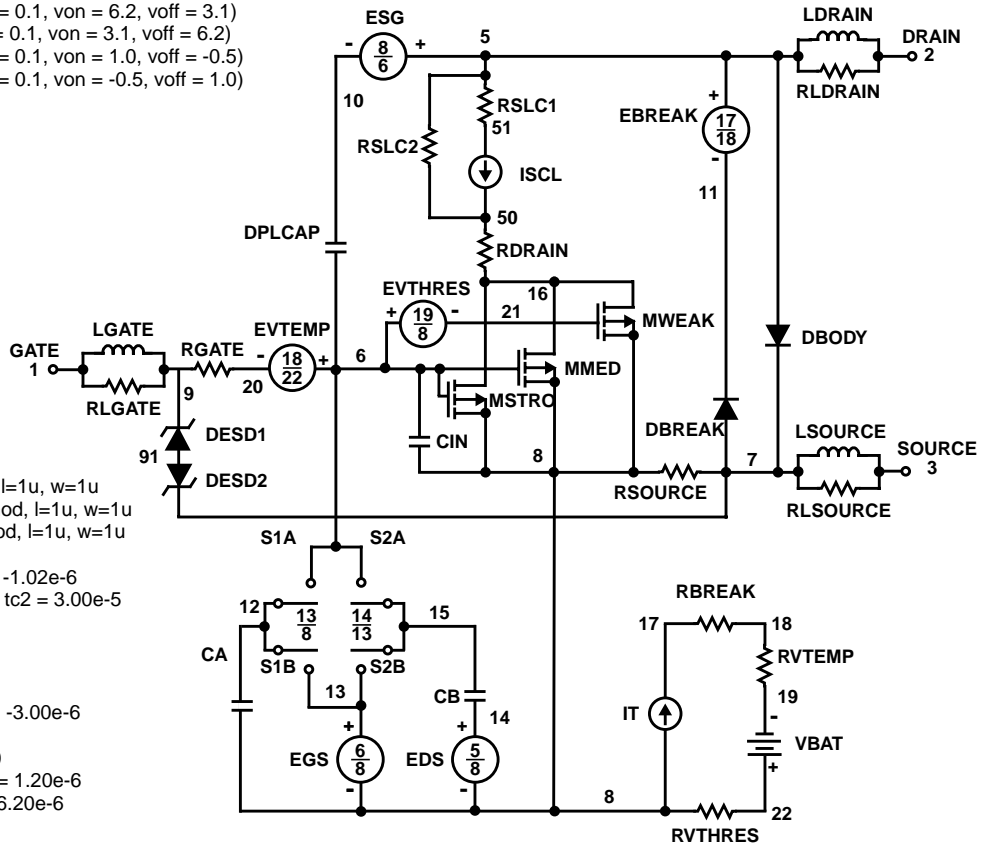 = 0.1, von = 6.2, voff = 3.1)
= 0.1, von = 3.1, voff = 6.2)
= 0.1, von = 1.0, voff = -0.5)
= 0.1, von = -0.5, voff = 1.0)
ESG
- 8/6 +
5
LDRAIN
DRAIN
2
RLDRAIN
10
RSLC1
51
RSLC2
ISCL
EBREAK
+
17/18
-
11
50
DPLCAP
RDRAIN
EVTHRES
+ 19/8 -
16
21
MWEAK
DBODY
LGATE
EVTEMP
GATE
1
RGATE
- 18/22 +
6
MMED
9
20
RLGATE
MSTRO
DESD1
91
DESD2
CIN
8
DBREAK
7
LSOURCE
SOURCE
3
RSOURCE
RLSOURCE
l=1u, w=1u
od, l=1u, w=1u
od, l=1u, w=1u
-1.02e-6
tc2 = 3.00e-5
-3.00e-6
)
= 1.20e-6
6.20e-6
S1A
S2A
12
13/8
14/13
15
CA
S1B
S2B
13
CB
14
+
EGS
6/8
-
+
EDS
5/8
-
RBREAK
17
18
RVTEMP
19
IT
-
VBAT
+
8
22
RVTHRES